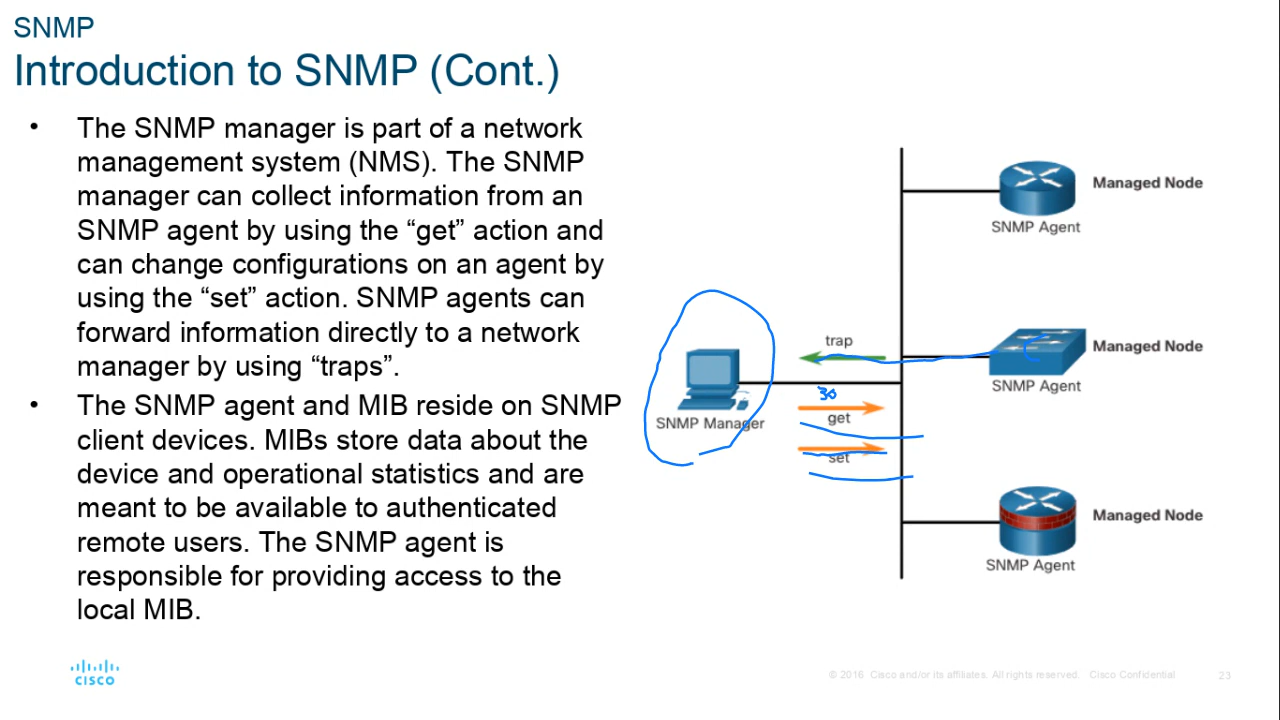 SNMP
Introduction to SNMP (Cont.)
• The SNMP manager is part of a network
management system (NMS). The SNMP
manager can collect information from an
SNMP agent by using the “get” action and
can change configurations on an agent by
using the “set” action. SNMP agents can
forward information directly to a network
manager by using “traps”.
• The SNMP agent and MIB reside on SNMP
client devices. MIBs store data about the
device and operational statistics and are
meant to be available to authenticated
remote users. The SNMP agent is
responsible for providing access to the
local MIB.
Managed Node
SNMP Agent
trap
Managed Node
SNMP Agent
30
get
SNMP Manager
set
Managed Node
SNMP Agent
CISCO
© 2016 Cisco and/or its affiliates. All rights reserved. Cisco Confidential
23